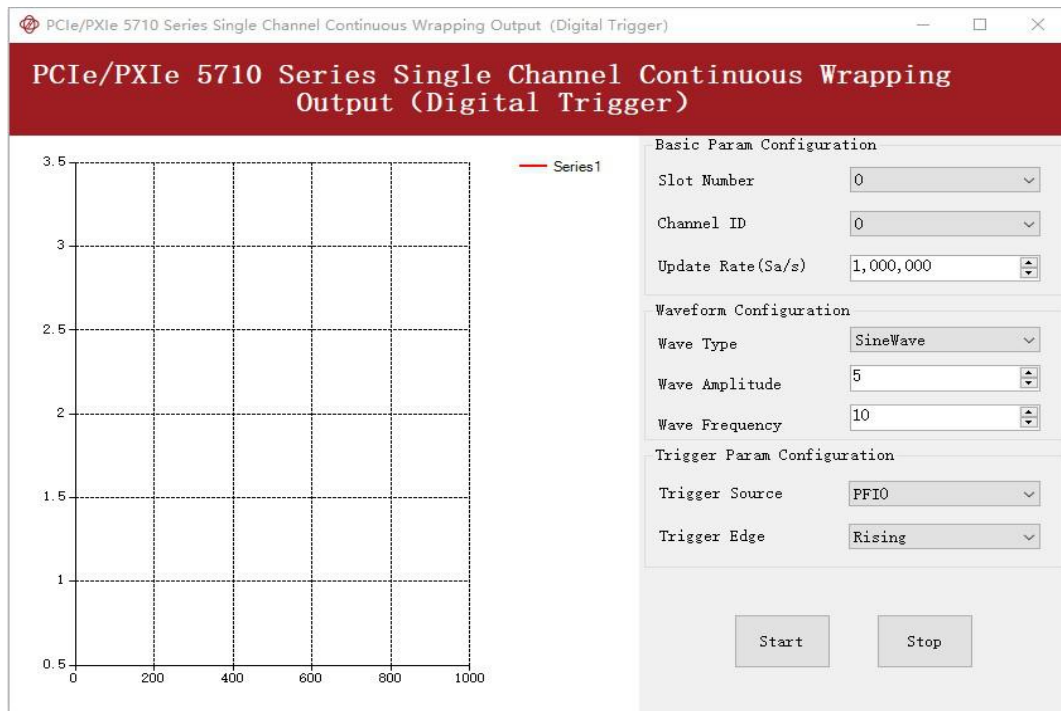 PCIe/PXIe 5710 Series Single Channel Continuous Wrapping Output (Digital Trigger)
PCIe/PXIe 5710 Series Single Channel Continuous Wrapping
Output (Digital Trigger)
3.5
3
2.5
2
1.5
1
0.5
0
200
400
600
800
1000
Series1
Basic Param Configuration
Slot Number
0
Channel ID
0
Update Rate(Sa/s)
1,000,000
Waveform Configuration
Wave Type
SineWave
Wave Amplitude
5
Wave Frequency
10
Trigger Param Configuration
Trigger Source
PFI0
Trigger Edge
Rising
Start
Stop